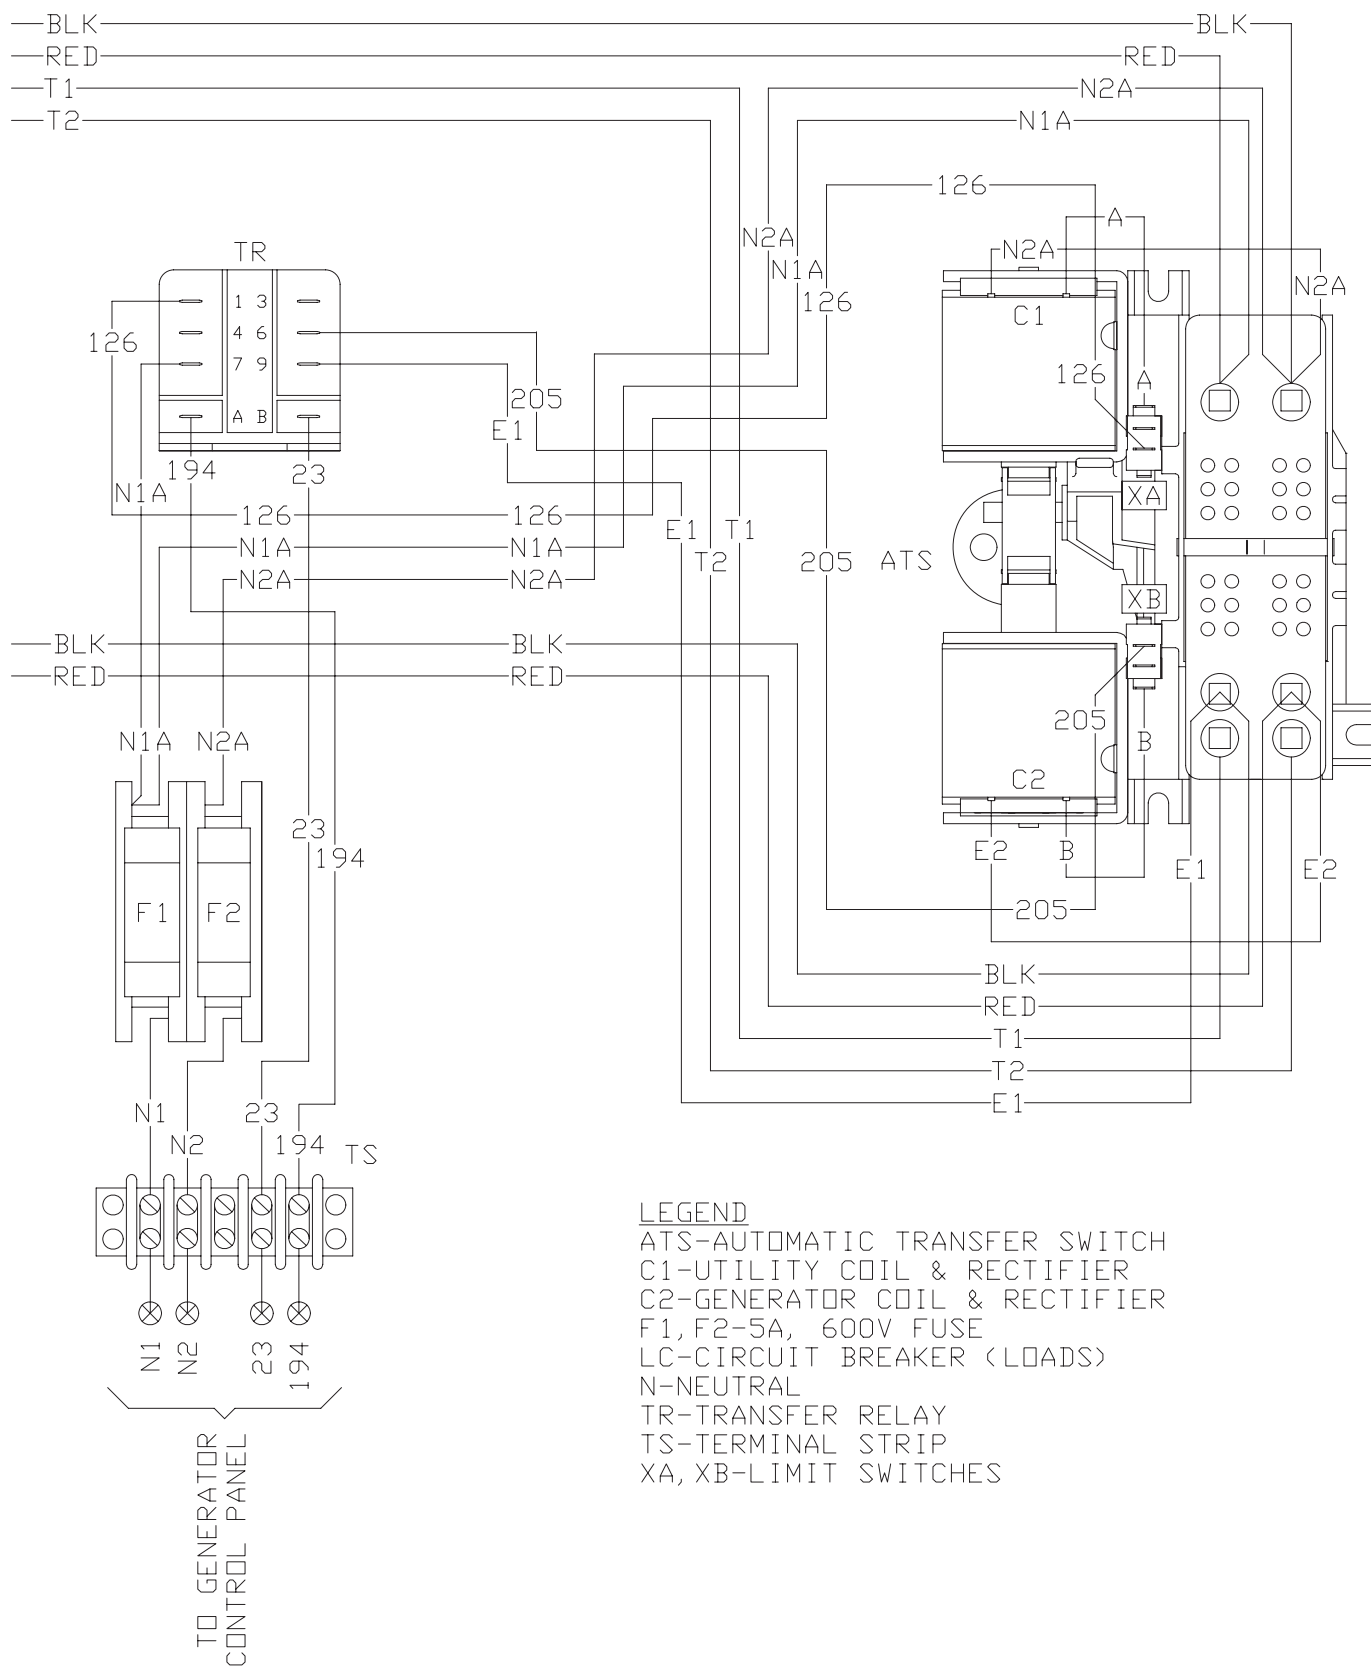 BLK BLK
RED RED
T1 N2A
T2 N1A
126
A
N2A N2A
TR N1A
126 N2A
1 3 C1
4 6
126
7 9 126 A
205
A B E1
194 23
N1A XA
126 126
E1 T1
N1A N1A
T2 205 ATS
N2A N2A
XB
BLK BLK
RED RED
205
N1A N2A B
C2
23
194 E2 B E1 E2
F1 F2 205
BLK
RED
T1
T2
N1 23 E1
N2 194 TS
LEGEND
ATS-AUTOMATIC TRANSFER SWITCH
C1-UTILITY COIL & RECTIFIER
C2-GENERATOR COIL & RECTIFIER
F1,F2-5A, 600V FUSE
LC-CIRCUIT BREAKER (LOADS)
N-NEUTRAL
TR-TRANSFER RELAY
TS-TERMINAL STRIP
XA,XB-LIMIT SWITCHES
N1 N2 23 194
TO GENERATOR
CONTROL PANEL